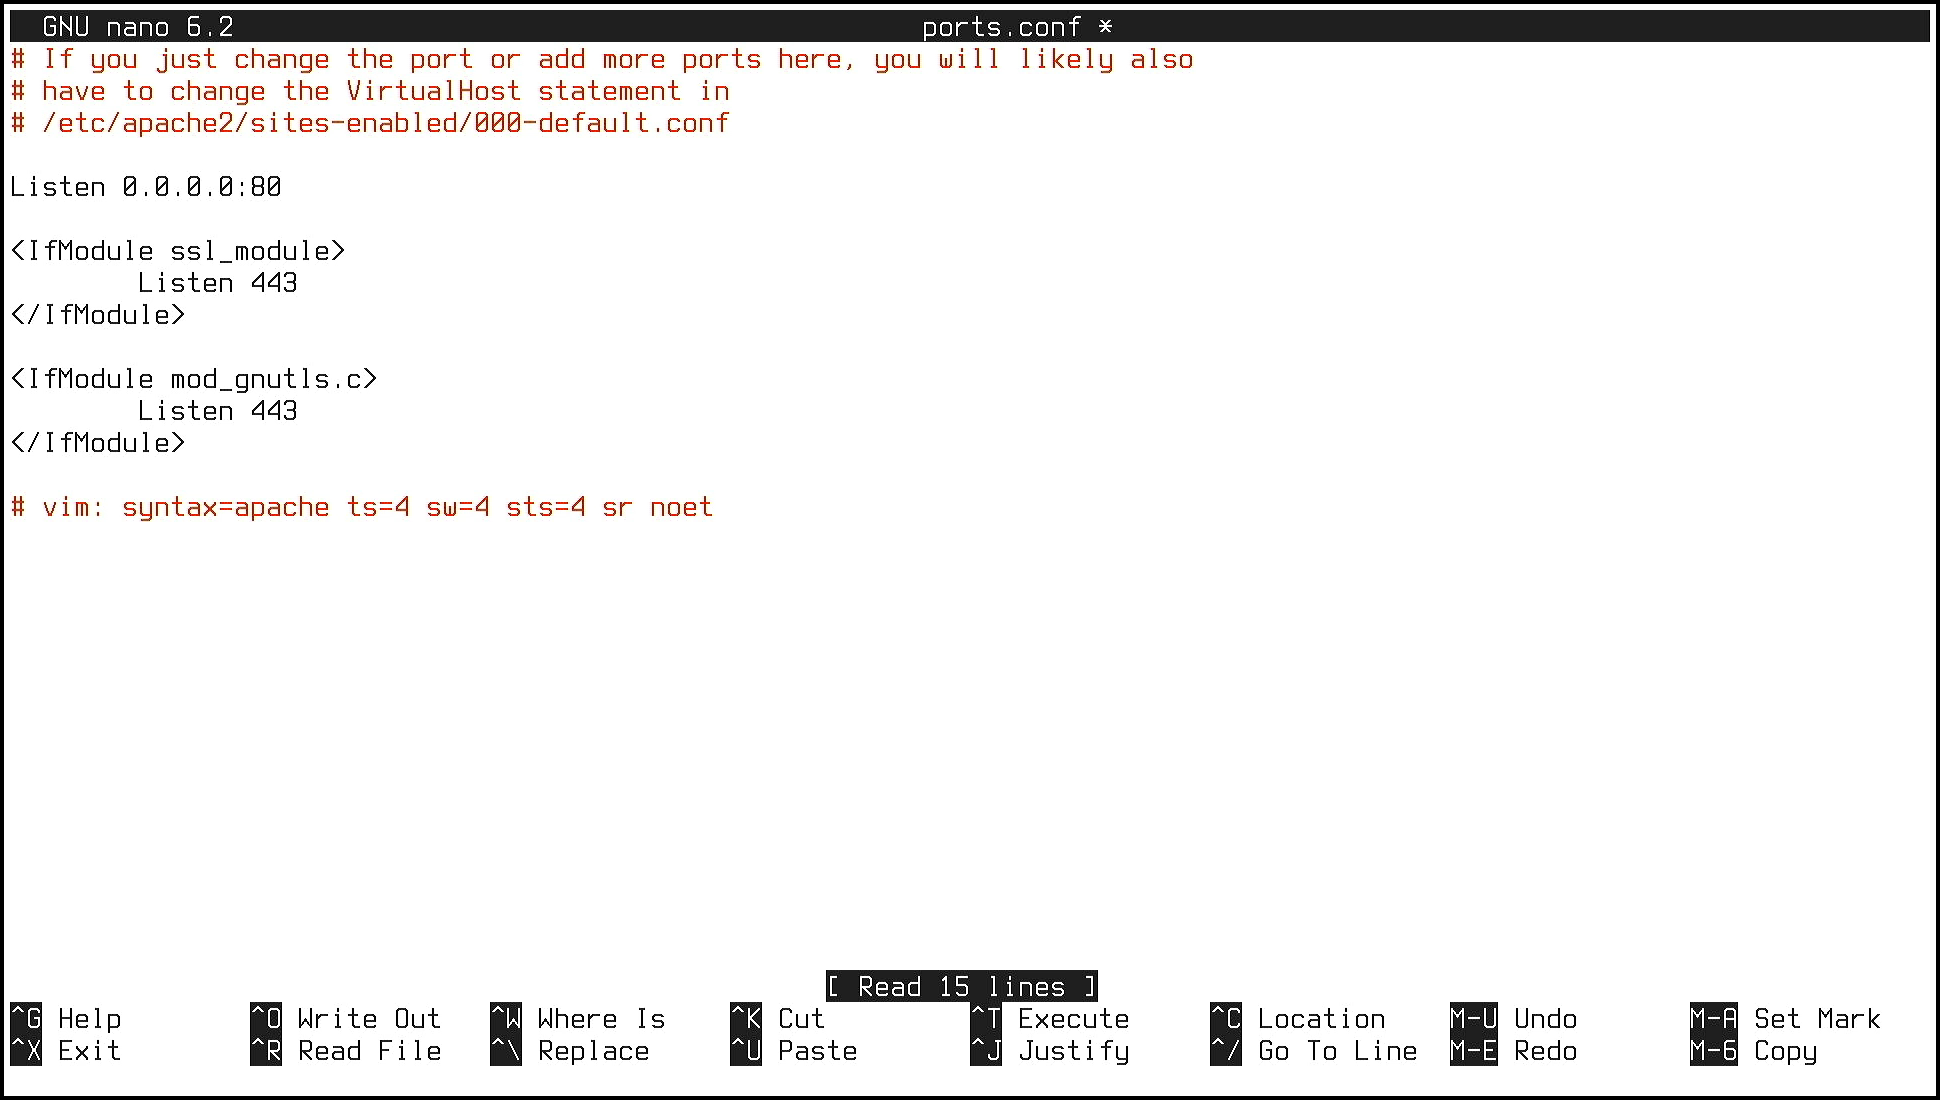 GNU nano 6.2 ports.conf *
# If you just change the port or add more ports here, you will likely also
# have to change the VirtualHost statement in
# /etc/apache2/sites-enabled/000-default.conf
Listen 0.0.0.0:80
<IfModule ssl_module>
Listen 443
</IfModule>
<IfModule mod_gnutls.c>
Listen 443
</IfModule>
# vim: syntax=apache ts=4 sw=4 sts=4 sr noet
[ Read 15 lines ]
^G Help ^O Write Out ^W Where Is ^K Cut ^T Execute ^C Location M-U Undo M-A Set Mark
^X Exit ^R Read File ^\ Replace ^U Paste ^J Justify ^/ Go To Line M-E Redo M-6 Copy